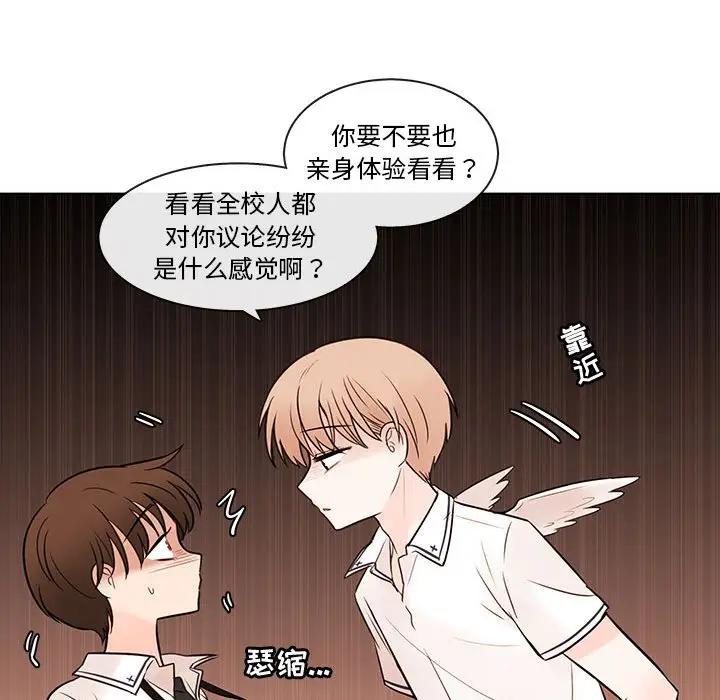 你要不要也
亲身体验看看？
看看全校人都
对你议论纷纷
是什么感觉啊？
靠近
瑟缩...